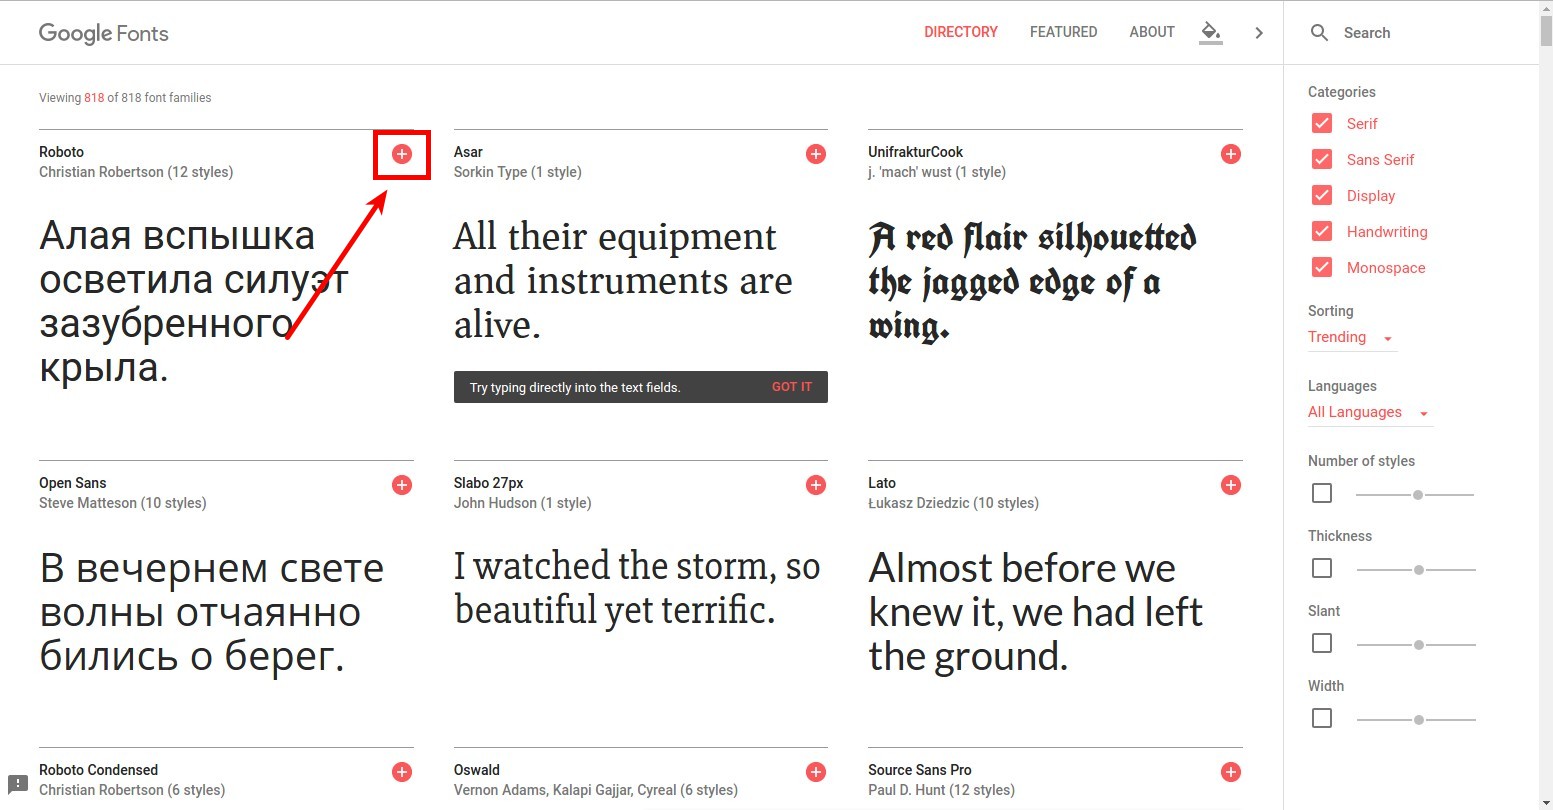 Google Fonts
DIRECTORY FEATURED ABOUT
Search
Viewing 818 of 818 font families
Roboto
Christian Robertson (12 styles)
Алая вспышка
осветила силуэт
зазубренного
крыла.
Asar
Sorkin Type (1 style)
All their equipment
and instruments are
alive.
Try typing directly into the text fields. GOT IT
UnifrakturCook
j. 'mach' wust (1 style)
A red flair silhouetted
the jagged edge of a
wing.
Open Sans
Steve Matteson (10 styles)
В вечернем свете
волны отчаянно
бились о берег.
Slabo 27px
John Hudson (1 style)
I watched the storm, so
beautiful yet terrific.
Lato
Łukasz Dziedzic (10 styles)
Almost before we
knew it, we had left
the ground.
Roboto Condensed
Christian Robertson (6 styles)
Oswald
Vernon Adams, Kalapi Gajjar, Cyreal (6 styles)
Source Sans Pro
Paul D. Hunt (12 styles)
Categories
Serif
Sans Serif
Display
Handwriting
Monospace
Sorting
Trending
Languages
All Languages
Number of styles
Thickness
Slant
Width